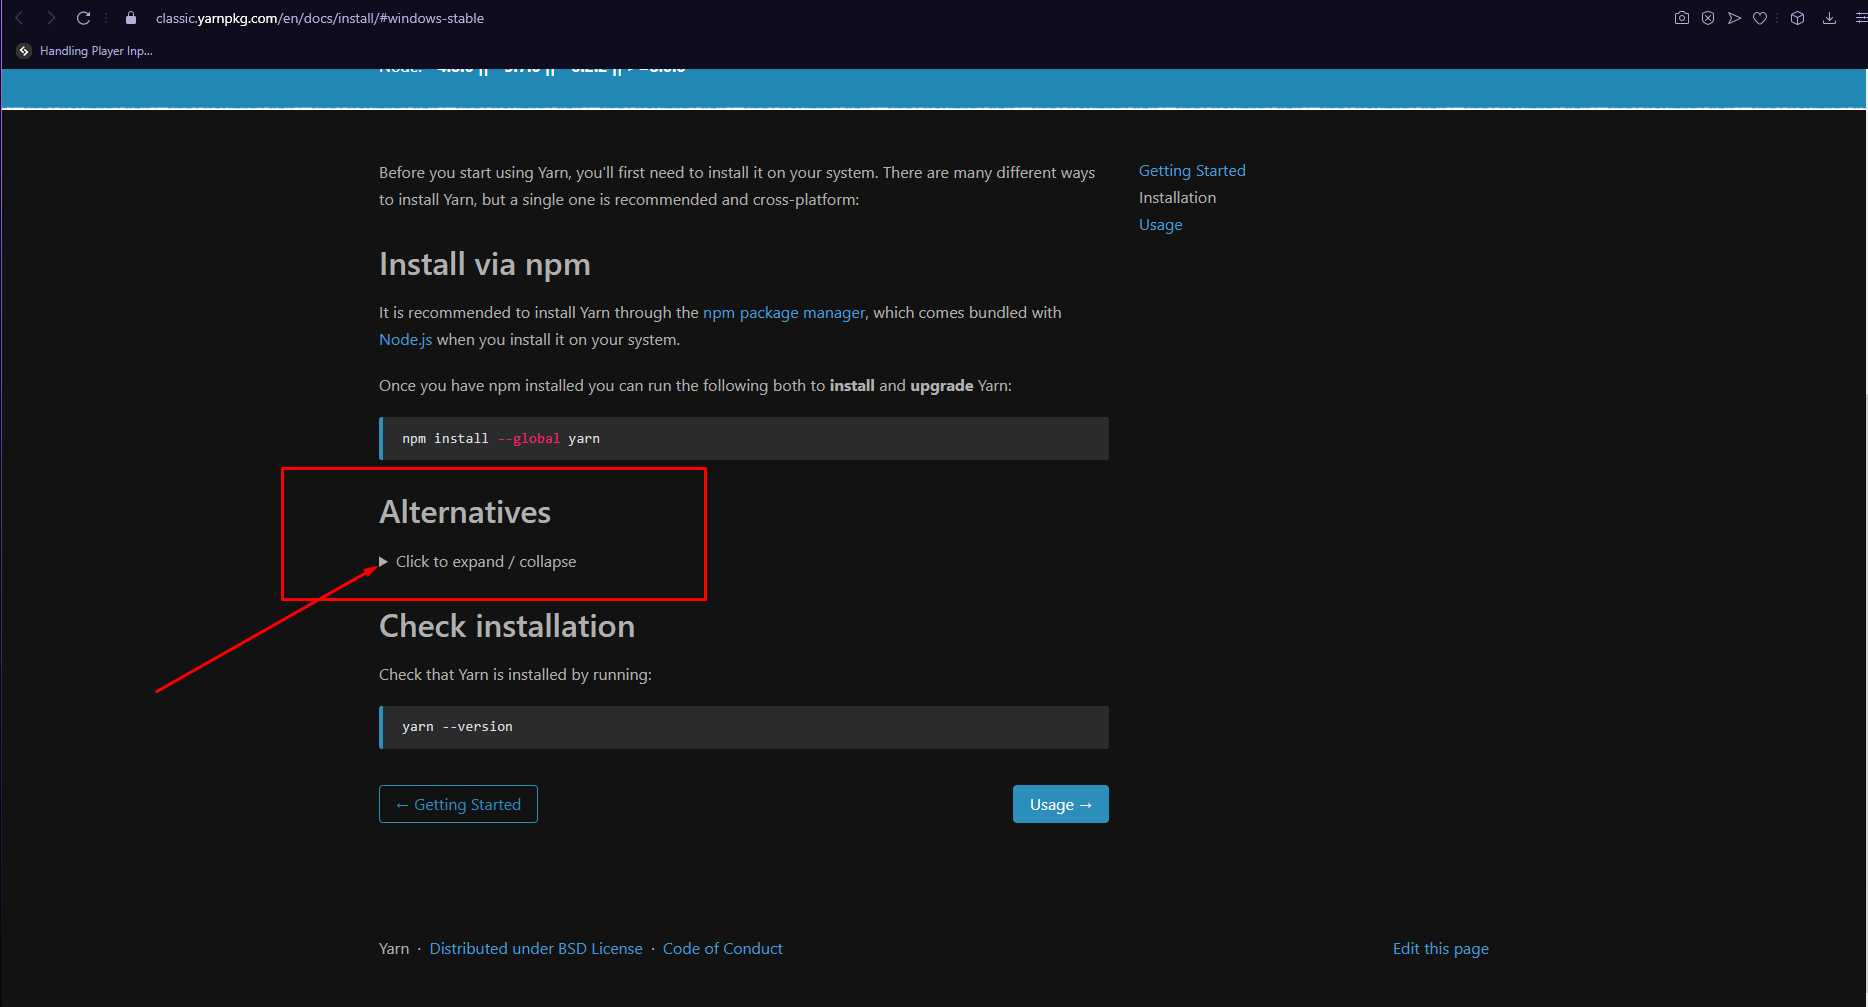 classic.yarnpkg.com/en/docs/install/#windows-stable
Handling Player Inp...
Before you start using Yarn, you'll first need to install it on your system. There are many different ways
to install Yarn, but a single one is recommended and cross-platform:
Getting Started
Installation
Usage
Install via npm
It is recommended to install Yarn through the npm package manager, which comes bundled with
Node.js when you install it on your system.
Once you have npm installed you can run the following both to install and upgrade Yarn:
npm install --global yarn
Alternatives
Click to expand / collapse
Check installation
Check that Yarn is installed by running:
yarn --version
← Getting Started
Usage →
Yarn · Distributed under BSD License · Code of Conduct
Edit this page